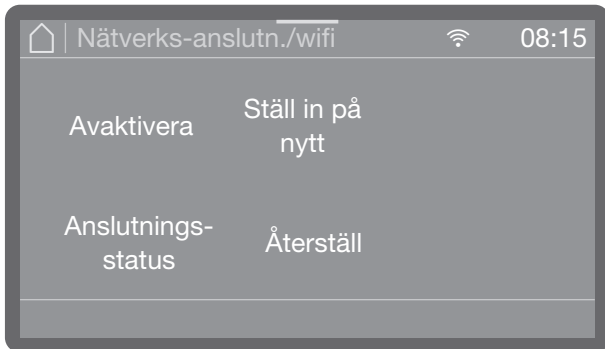 Nätverks-anslutn./wifi 08:15
Avaktivera
Ställ in på
nytt
Anslutnings-
status
Återställ